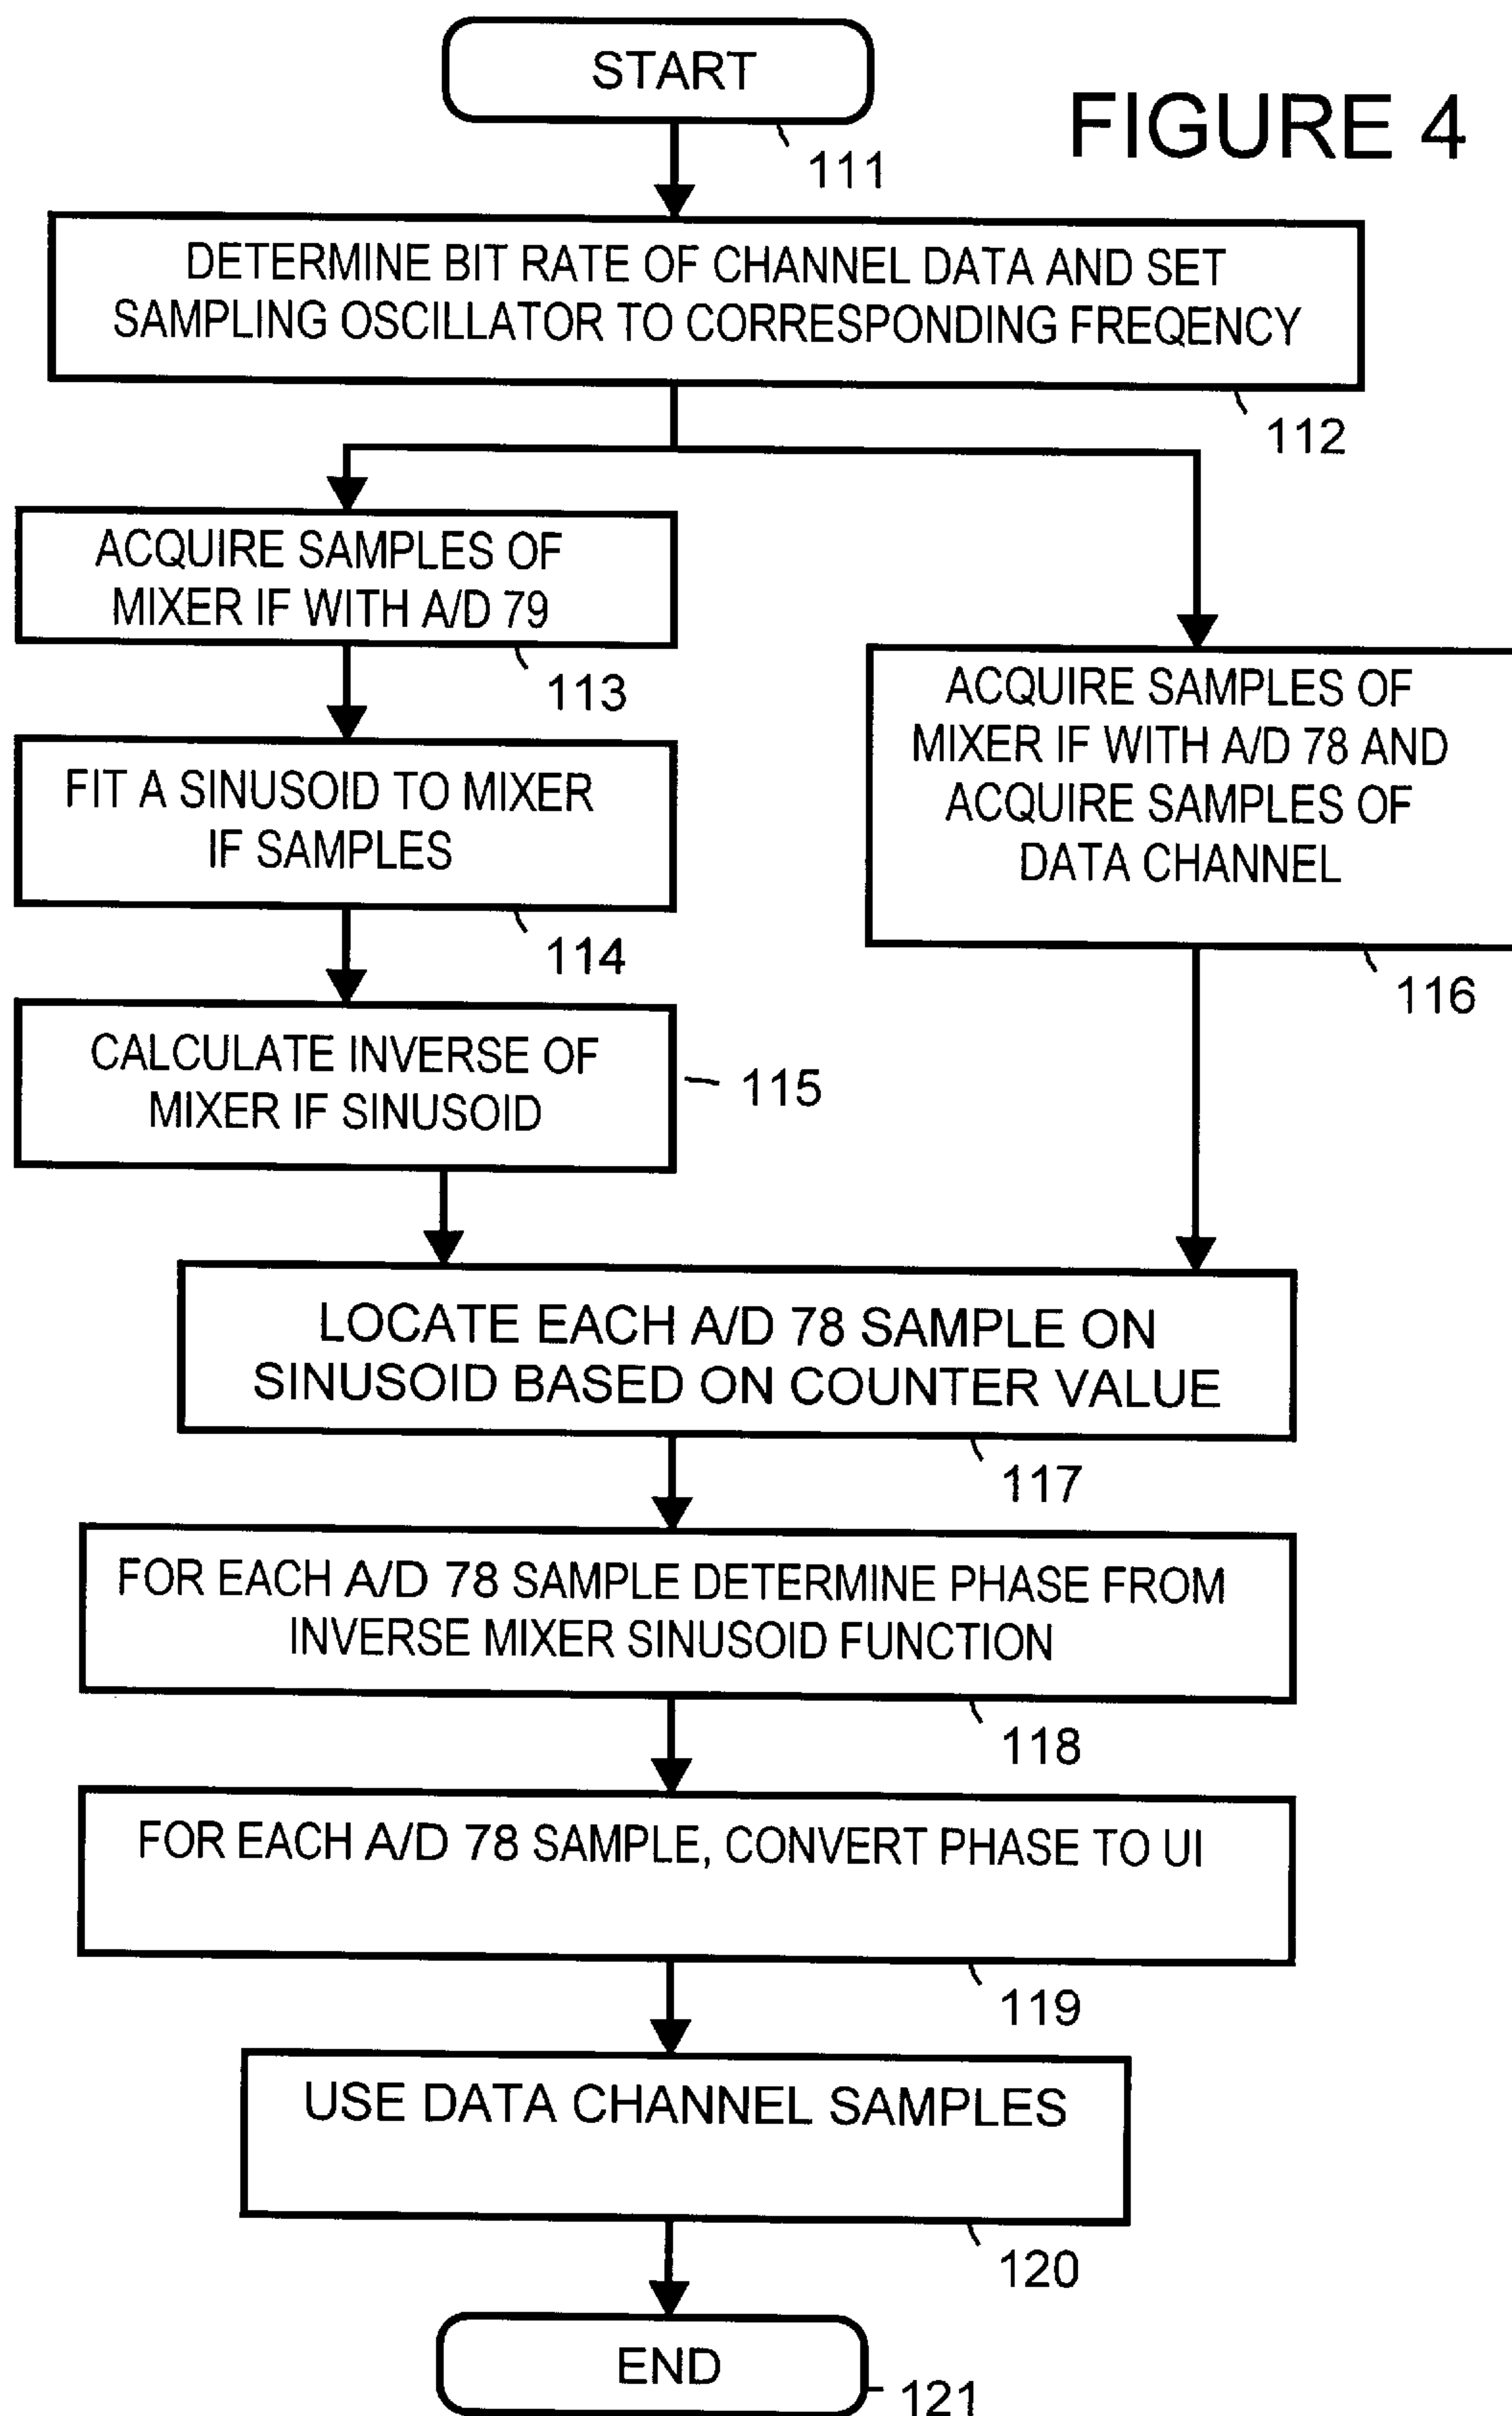 START
FIGURE 4
111
DETERMINE BIT RATE OF CHANNEL DATA AND SET
SAMPLING OSCILLATOR TO CORRESPONDING FREQENCY
112
ACQUIRE SAMPLES OF
MIXER IF WITH A/D 79
113
FIT A SINUSOID TO MIXER
IF SAMPLES
114
CALCULATE INVERSE OF
MIXER IF SINUSOID
115
ACQUIRE SAMPLES OF
MIXER IF WITH A/D 78 AND
ACQUIRE SAMPLES OF
DATA CHANNEL
116
LOCATE EACH A/D 78 SAMPLE ON
SINUSOID BASED ON COUNTER VALUE
117
FOR EACH A/D 78 SAMPLE DETERMINE PHASE FROM
INVERSE MIXER SINUSOID FUNCTION
118
FOR EACH A/D 78 SAMPLE, CONVERT PHASE TO UI
119
USE DATA CHANNEL SAMPLES
120
END
121